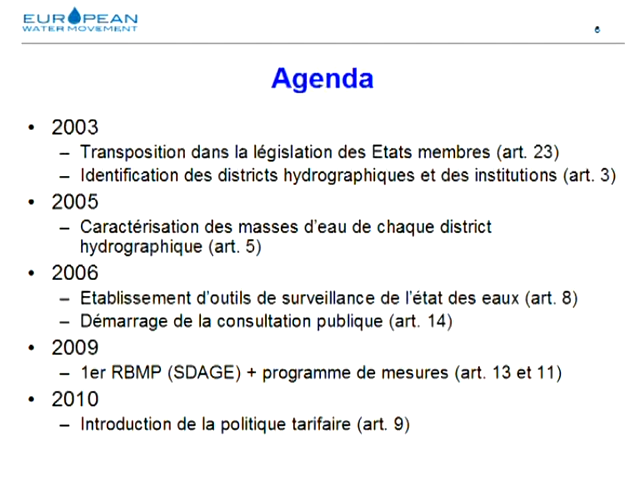 EUROPEAN
WATER MOVEMENT
6
Agenda
• 2003
– Transposition dans la législation des Etats membres (art. 23)
– Identification des districts hydrographiques et des institutions (art. 3)
• 2005
– Caractérisation des masses d'eau de chaque district
hydrographique (art. 5)
• 2006
– Etablissement d'outils de surveillance de l'état des eaux (art. 8)
– Démarrage de la consultation publique (art. 14)
• 2009
– 1er RBMP (SDAGE) + programme de mesures (art. 13 et 11)
• 2010
– Introduction de la politique tarifaire (art. 9)